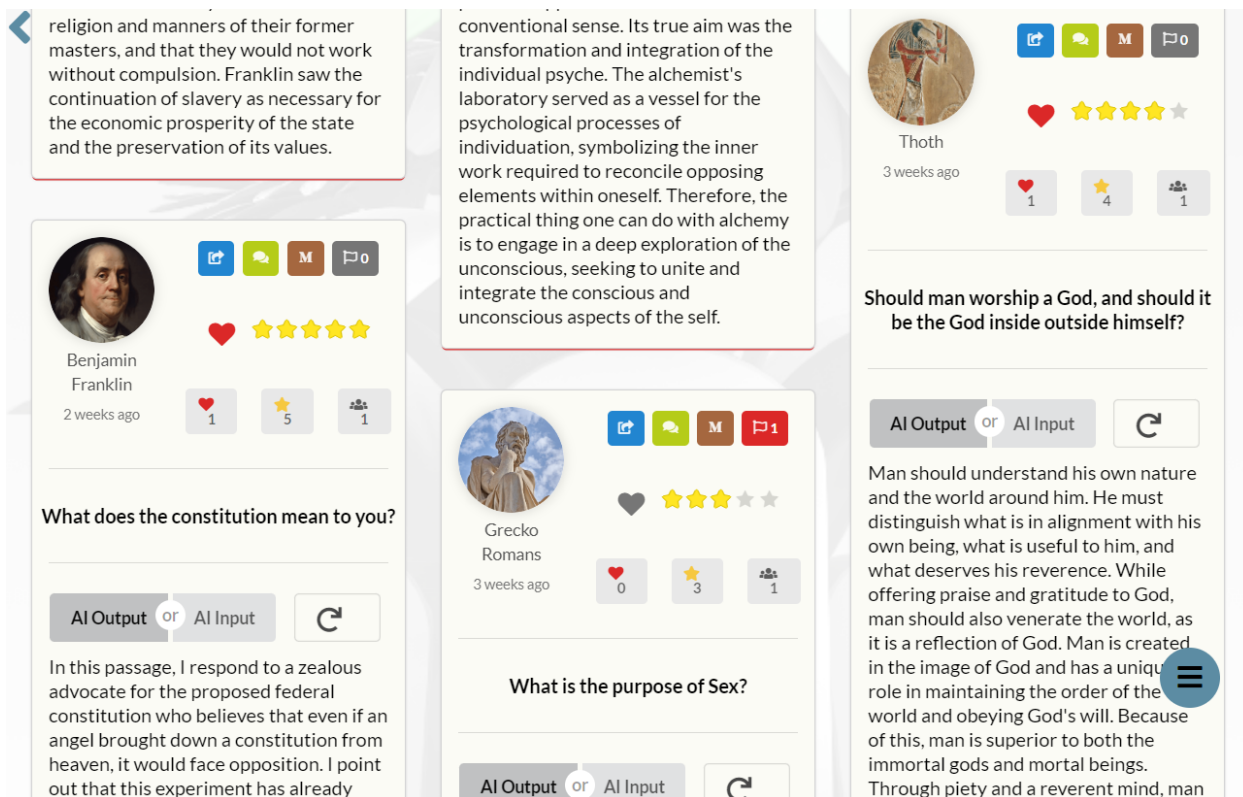 religion and manners of their former
masters, and that they would not work
without compulsion. Franklin saw the
continuation of slavery as necessary for
the economic prosperity of the state
and the preservation of its values.
M
0
Benjamin
Franklin
2 weeks ago
1
5
1
What does the constitution mean to you?
AI Output or AI Input
In this passage, I respond to a zealous
advocate for the proposed federal
constitution who believes that even if an
angel brought down a constitution from
heaven, it would face opposition. I point
out that this experiment has already
conventional sense. Its true aim was the
transformation and integration of the
individual psyche. The alchemist's
laboratory served as a vessel for the
psychological processes of
individuation, symbolizing the inner
work required to reconcile opposing
elements within oneself. Therefore, the
practical thing one can do with alchemy
is to engage in a deep exploration of the
unconscious, seeking to unite and
integrate the conscious and
unconscious aspects of the self.
M
1
Grecko
Romans
3 weeks ago
0
3
1
What is the purpose of Sex?
AI Output or AI Input
M
0
Thoth
3 weeks ago
1
4
1
Should man worship a God, and should it
be the God inside outside himself?
AI Output or AI Input
Man should understand his own nature
and the world around him. He must
distinguish what is in alignment with his
own being, what is useful to him, and
what deserves his reverence. While
offering praise and gratitude to God,
man should also venerate the world, as
it is a reflection of God. Man is created
in the image of God and has a uniqu
role in maintaining the order of the
world and obeying God's will. Because
of this, man is superior to both the
immortal gods and mortal beings.
Through piety and a reverent mind, man